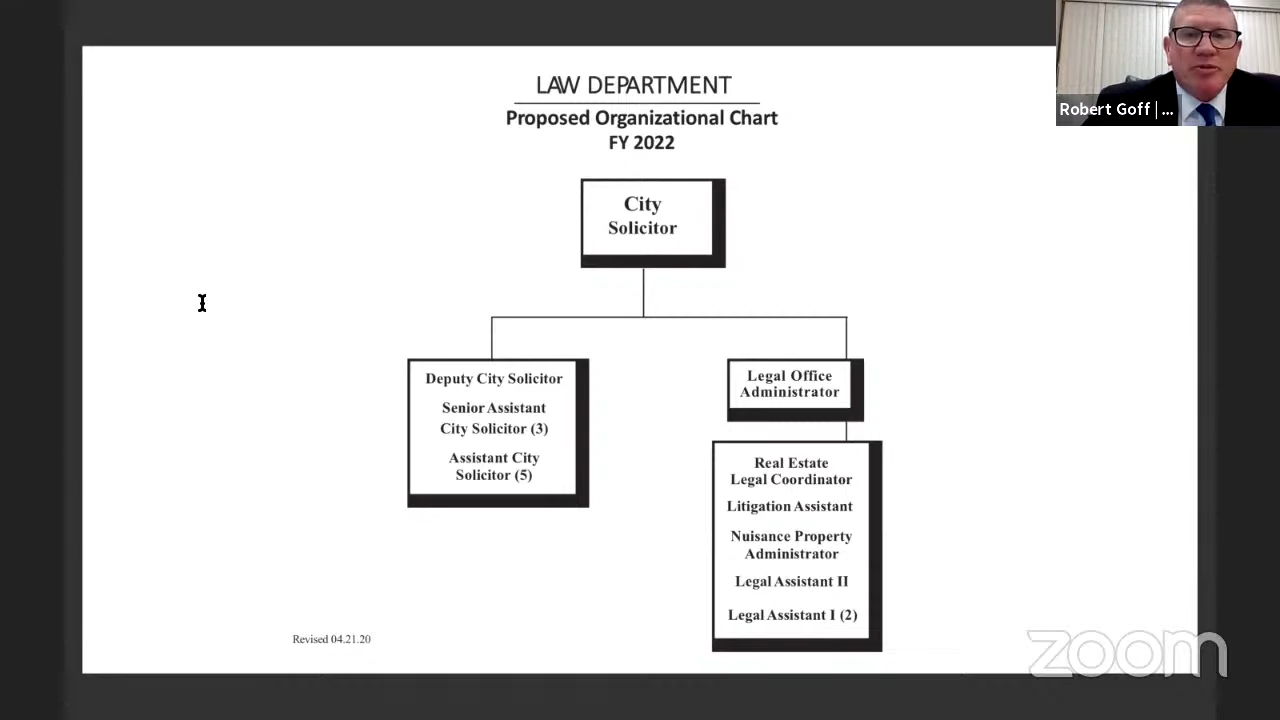 LAW DEPARTMENT
Proposed Organizational Chart
FY 2022
Robert Goff | ...
City
Solicitor
Deputy City Solicitor
Senior Assistant
City Solicitor (3)
Assistant City
Solicitor (5)
Legal Office
Administrator
Real Estate
Legal Coordinator
Litigation Assistant
Nuisance Property
Administrator
Legal Assistant II
Legal Assistant I (2)
Revised 04.21.20
zoom